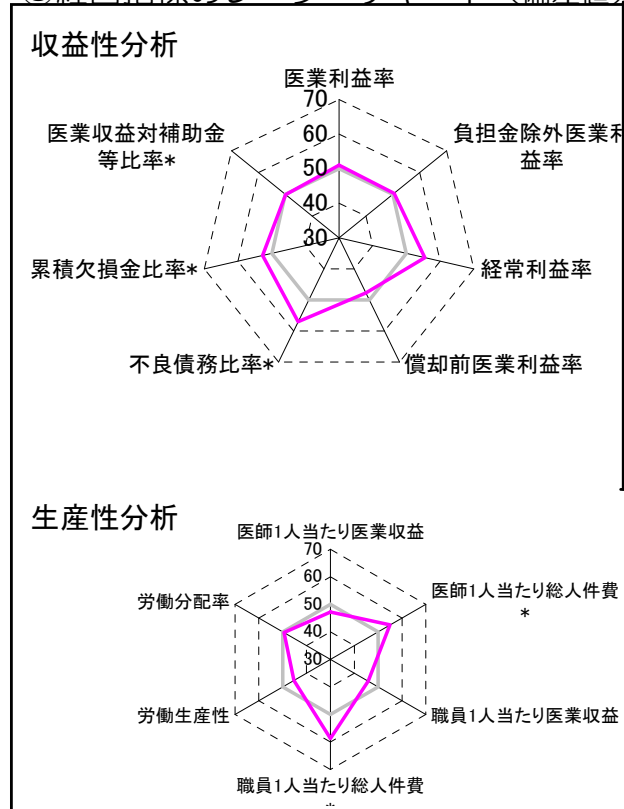 収益性分析
医業利益率
70
60
50
40
30
負担金除外医業利
益率
経常利益率
償却前医業利益率
不良債務比率*
累積欠損金比率*
医業収益対補助金
等比率*
生産性分析
医師1人当たり医業収益
70
60
50
40
30
医師1人当たり総人件費
*
職員1人当たり医業収益
職員1人当たり総人件費
*
労働生産性
労働分配率